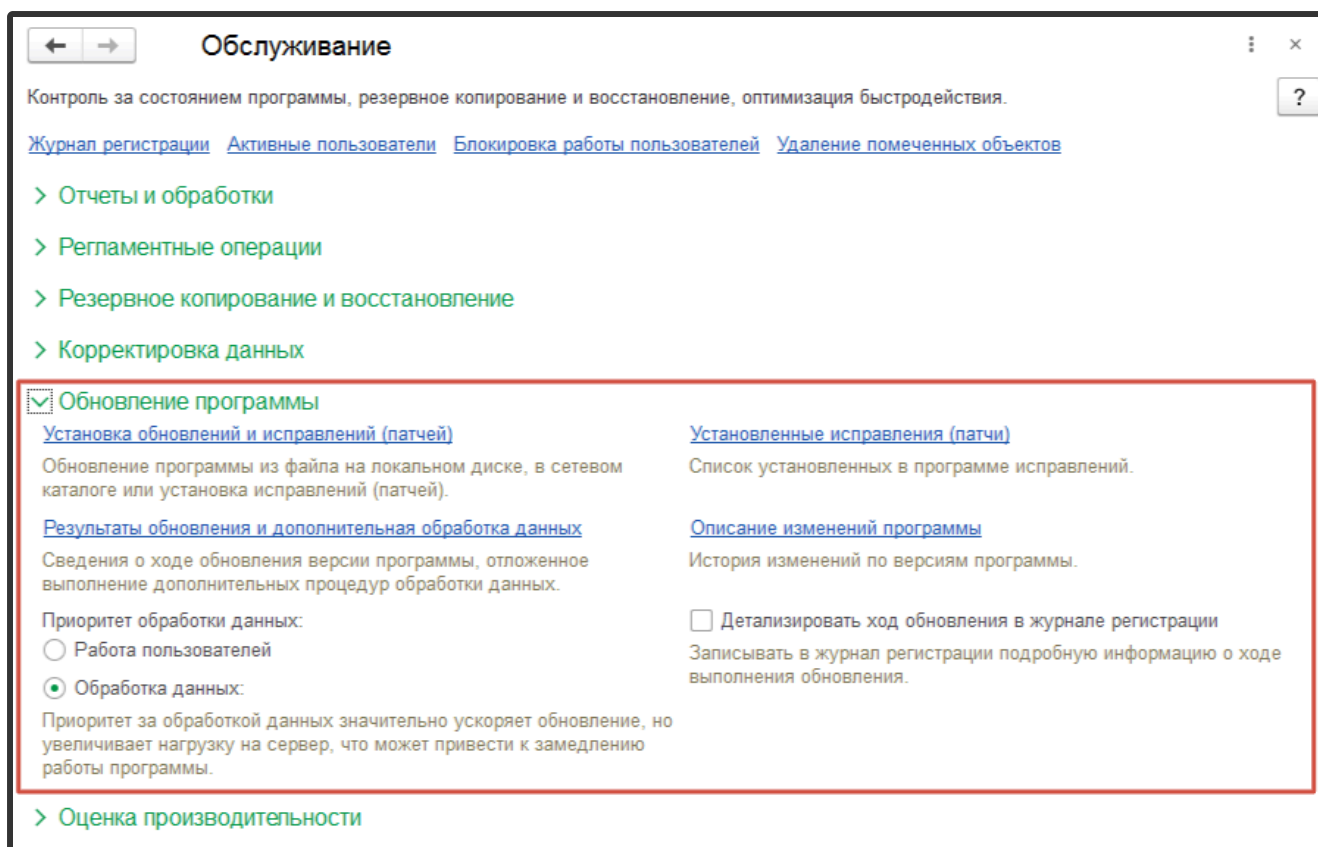 Обслуживание
Контроль за состоянием программы, резервное копирование и восстановление, оптимизация быстродействия.
?
Журнал регистрации Активные пользователи Блокировка работы пользователей Удаление помеченных объектов
Отчеты и обработки
Регламентные операции
Резервное копирование и восстановление
Корректировка данных
Обновление программы
Установка обновлений и исправлений (патчей)
Обновление программы из файла на локальном диске, в сетевом
каталоге или установка исправлений (патчей).
Установленные исправления (патчи)
Список установленных в программе исправлений.
Результаты обновления и дополнительная обработка данных
Сведения о ходе обновления версии программы, отложенное
выполнение дополнительных процедур обработки данных.
Описание изменений программы
История изменений по версиям программы.
Приоритет обработки данных:
Работа пользователей
Обработка данных:
Приоритет за обработкой данных значительно ускоряет обновление, но
увеличивает нагрузку на сервер, что может привести к замедлению
работы программы.
Детализировать ход обновления в журнале регистрации
Записывать в журнал регистрации подробную информацию о ходе
выполнения обновления.
Оценка производительности